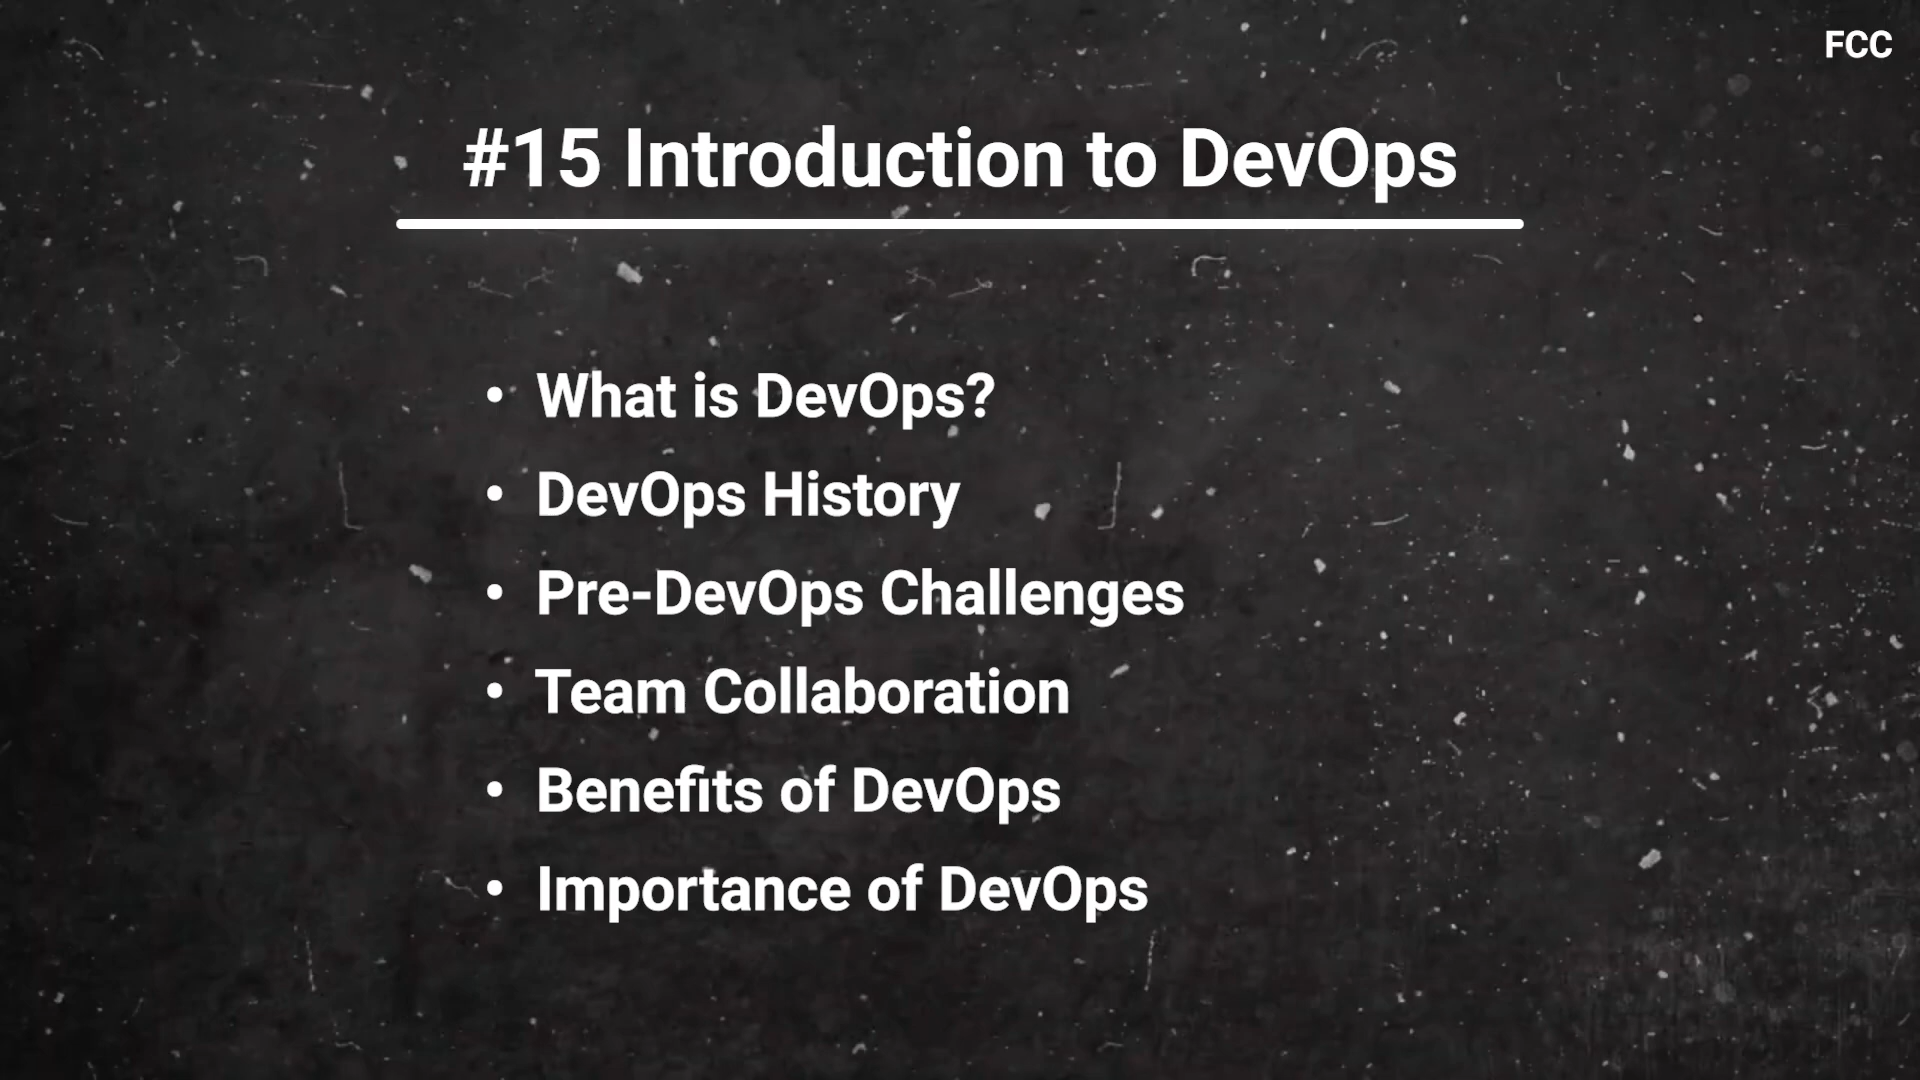 FCC
#15 Introduction to DevOps
• What is DevOps?
• DevOps History
• Pre-DevOps Challenges
• Team Collaboration
• Benefits of DevOps
• Importance of DevOps